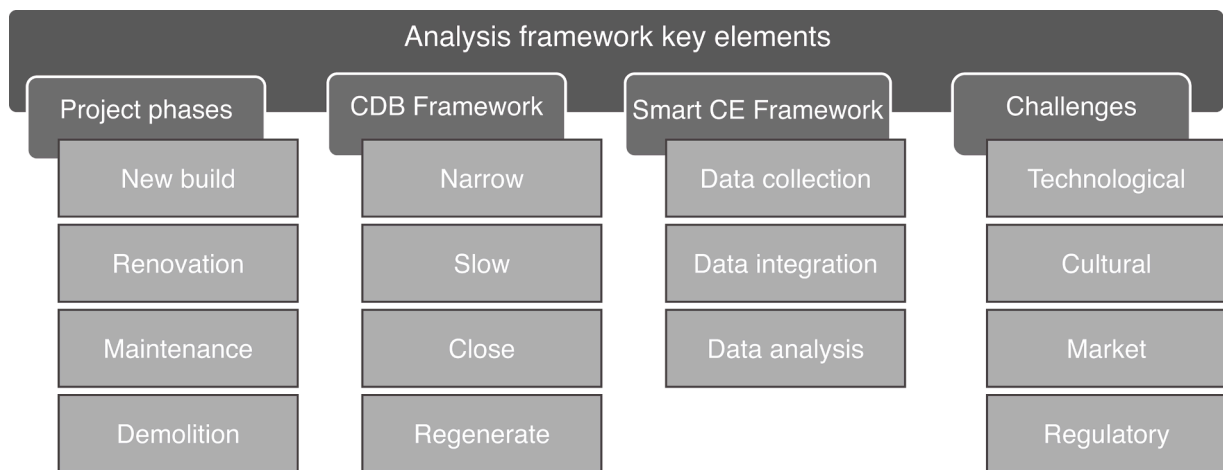 Analysis framework key elements
Project phases
New build
Renovation
Maintenance
Demolition
CDB Framework
Narrow
Slow
Close
Regenerate
Smart CE Framework
Data collection
Data integration
Data analysis
Challenges
Technological
Cultural
Market
Regulatory